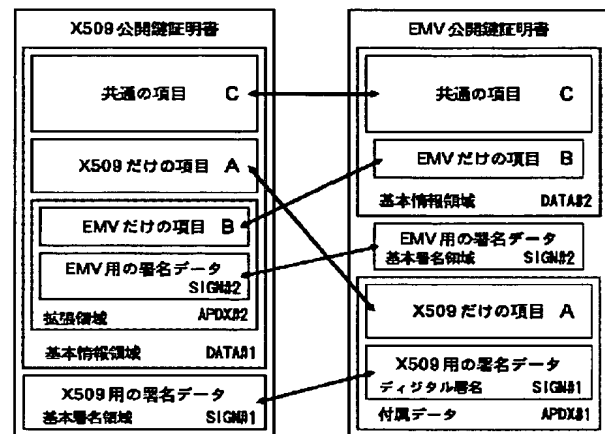 X509公開鍵証明書
共通の項目 C
X509だけの項目 A
EMVだけの項目 B
EMV用の署名データ
SIGN#2
拡張領域 APDX#2
基本情報領域 DATA#1
X509用の署名データ
基本署名領域 SIGN#1
EMV公開鍵証明書
共通の項目 C
EMVだけの項目 B
基本情報領域 DATA#2
EMV用の署名データ
基本署名領域 SIGN#2
X509だけの項目 A
X509用の署名データ
ディジタル署名 SIGN#1
付属データ APDX#1